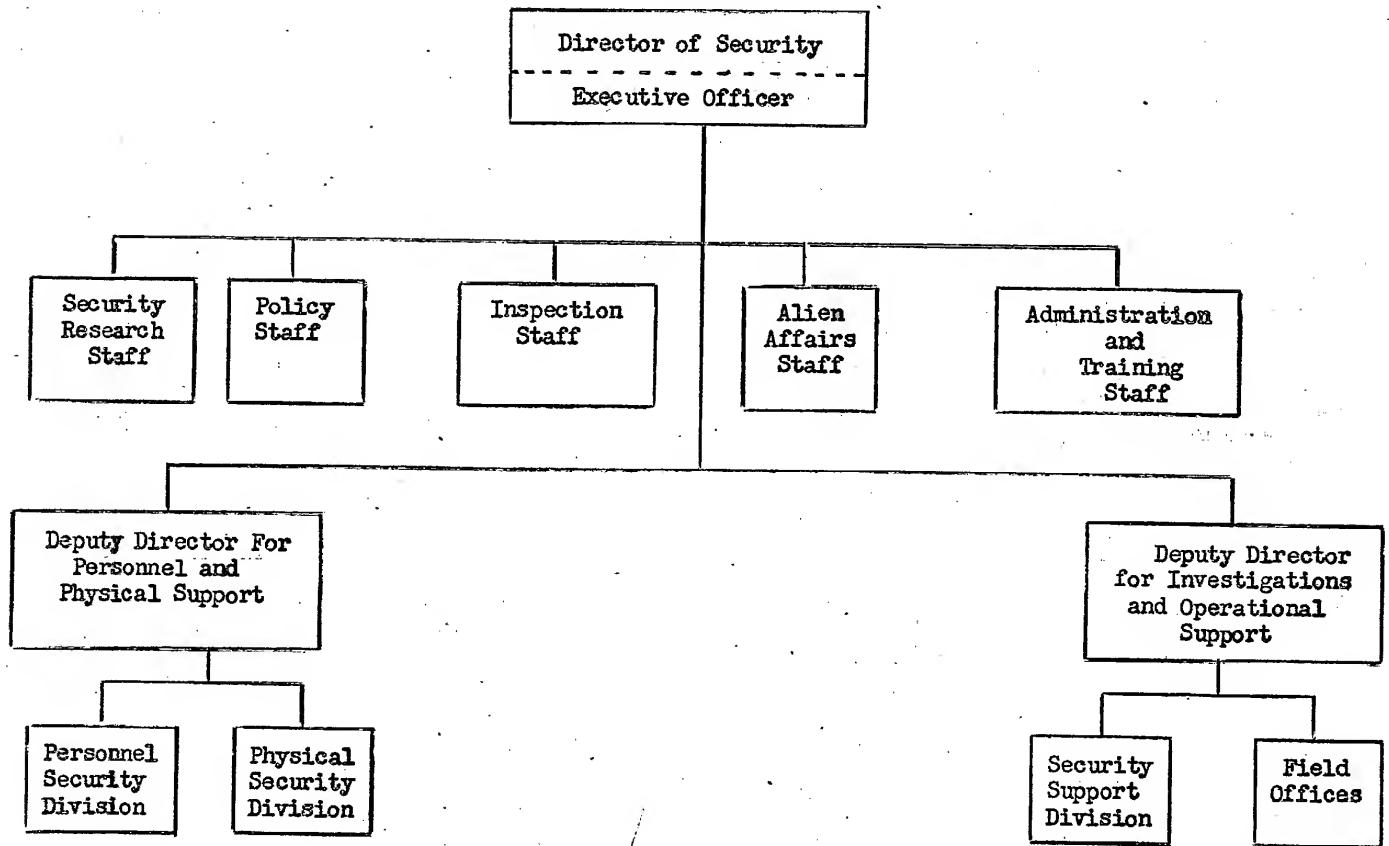 Director of Security
Executive Officer
Security
Research
Staff
Policy
Staff
Inspection
Staff
Alien
Affairs
Staff
Administration
and
Training
Staff
Deputy Director For
Personnel and
Physical Support
Deputy Director
for Investigations
and Operational
Support
Personnel
Security
Division
Physical
Security
Division
Security
Support
Division
Field
Offices